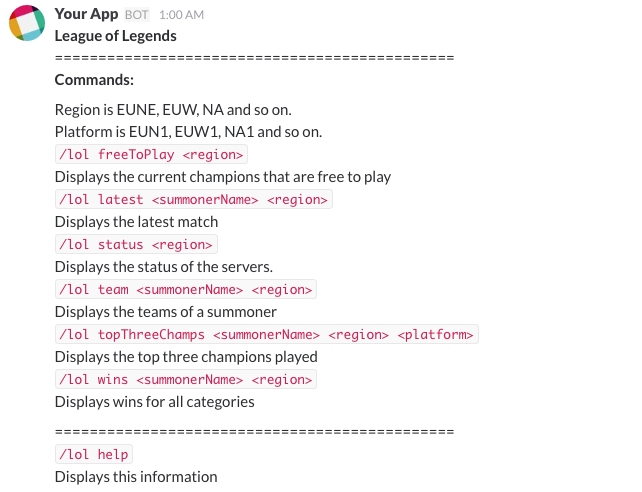 Your App BOT 1:00 AM
League of Legends
==============================================
Commands:
Region is EUNE, EUW, NA and so on.
Platform is EUN1, EUW1, NA1 and so on.
/lol freeToPlay <region>
Displays the current champions that are free to play
/lol latest <summonerName> <region>
Displays the latest match
/lol status <region>
Displays the status of the servers.
/lol team <summonerName> <region>
Displays the teams of a summoner
/lol topThreeChamps <summonerName> <region> <platform>
Displays the top three champions played
/lol wins <summonerName> <region>
Displays wins for all categories
==============================================
/lol help
Displays this information